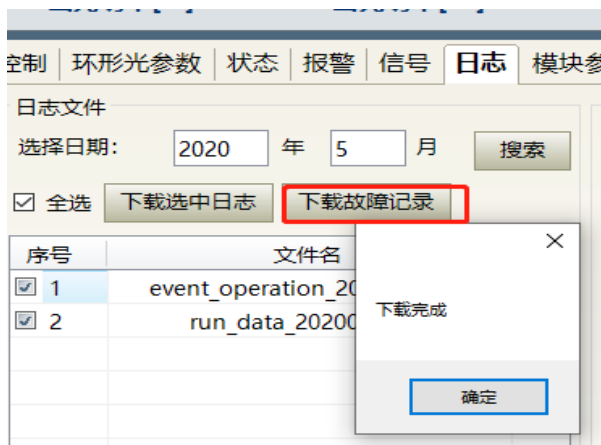 控制 环形光参数 状态 报警 信号 日志 模块参
日志文件
选择日期: 2020 年 5 月 搜索
全选 下载选中日志 下载故障记录
序号 文件名
1 event_operation_20
2 run_data_20200
下载完成
确定